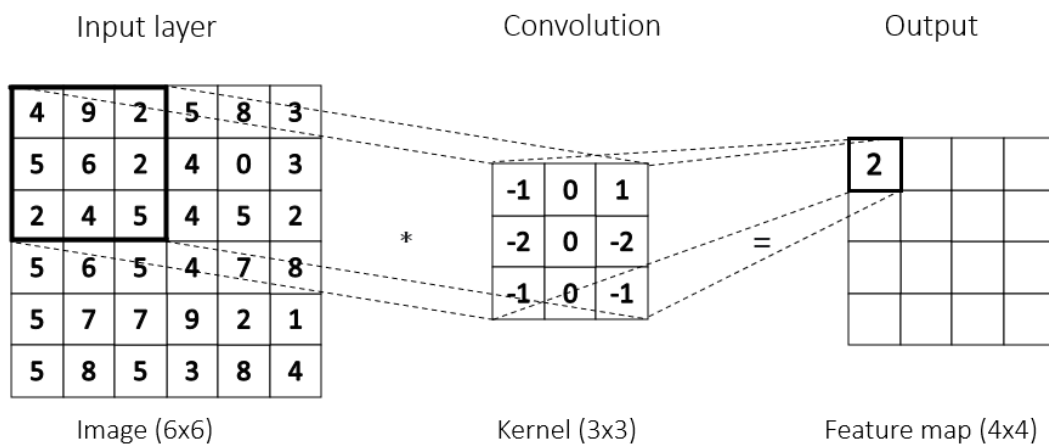 Input layer Convolution Output
4 9 2 5 8 3
5 6 2 4 0 3
-1 0 1
2
2 4 5 4 5 2
* -2 0 -2 =
5 6 5 4 7 8
-1 0 -1
5 7 7 9 2 1
5 8 5 3 8 4
Image (6x6) Kernel (3x3) Feature map (4x4)